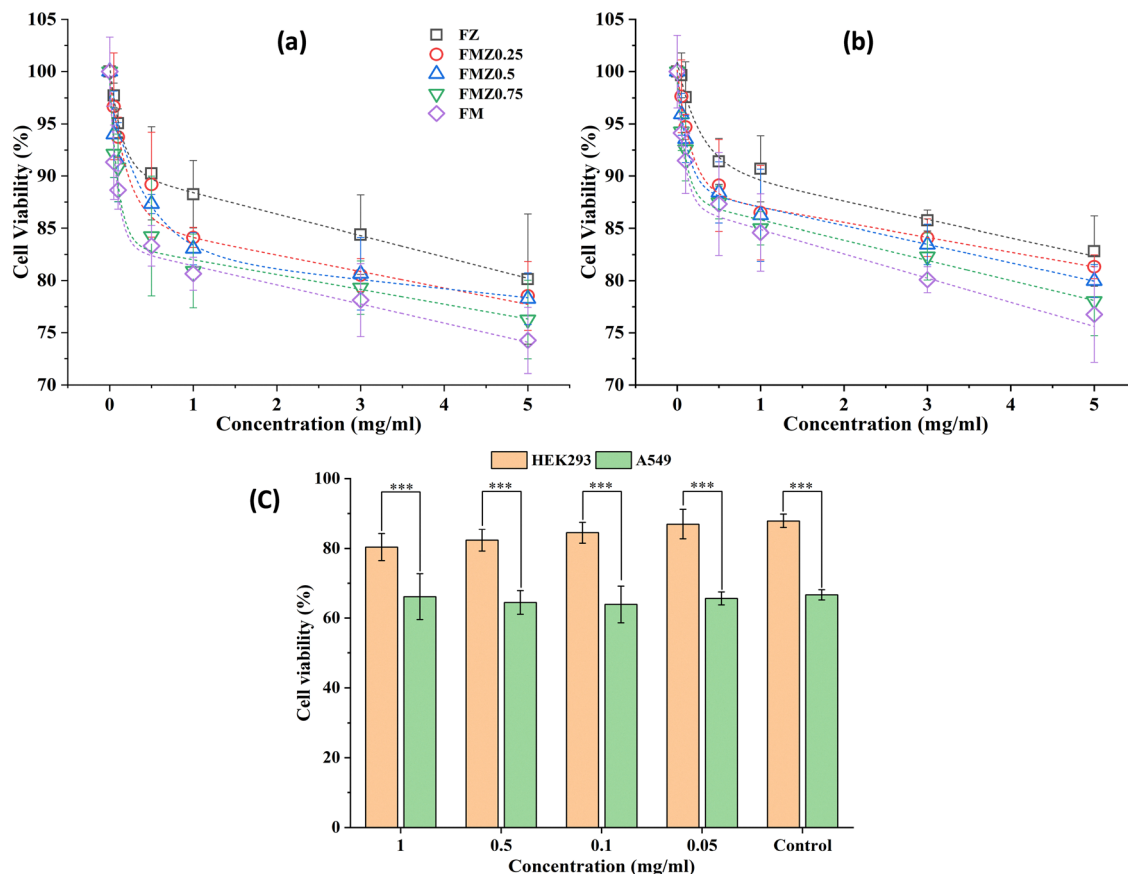 (a)
FZ
FMZ0.25
FMZ0.5
FMZ0.75
FM
105
100
95
90
85
80
75
70
Cell Viability (%)
0 1 2 3 4 5
Concentration (mg/ml)
(b)
105
100
95
90
85
80
75
70
Cell Viability (%)
0 1 2 3 4 5
Concentration (mg/ml)
(C)
HEK293 A549
*** *** *** *** ***
100
80
60
40
20
0
Cell viability (%)
1 0.5 0.1 0.05 Control
Concentration (mg/ml)